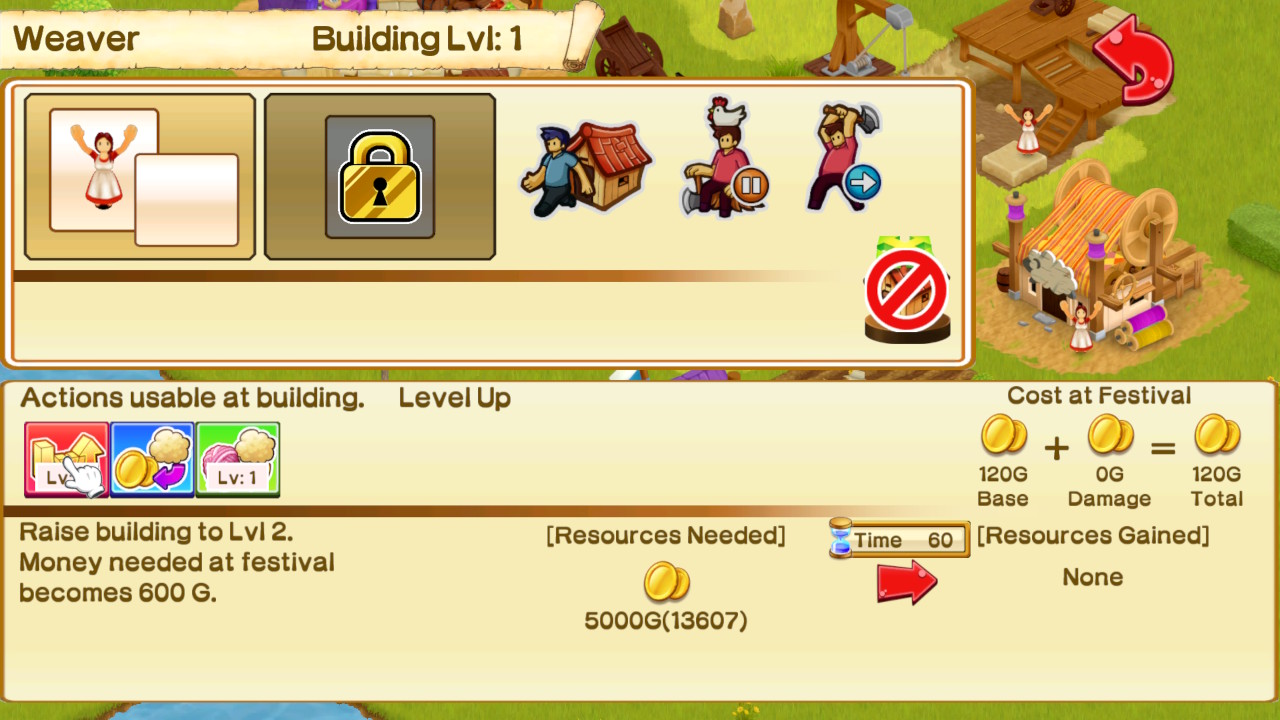 Weaver
Building Lvl: 1
Actions usable at building.
Level Up
Cost at Festival
Lv
Lv: 1
120G
0G
120G
Base
Damage
Total
Raise building to Lvl 2.
Money needed at festival
becomes 600 G.
[Resources Needed]
5000G(13607)
Time 60
[Resources Gained]
None